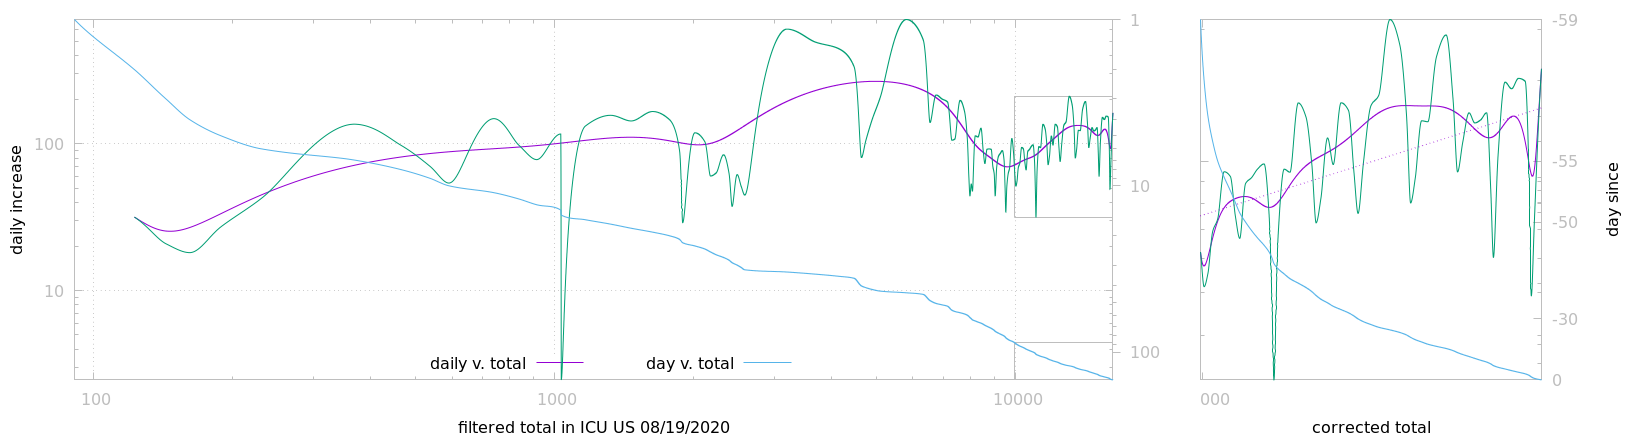 1
-59
100
daily increase
10
-55
day since
-50
10
-30
daily v. total
day v. total
100
0
100
1000
10000
000
filtered total in ICU US 08/19/2020
corrected total